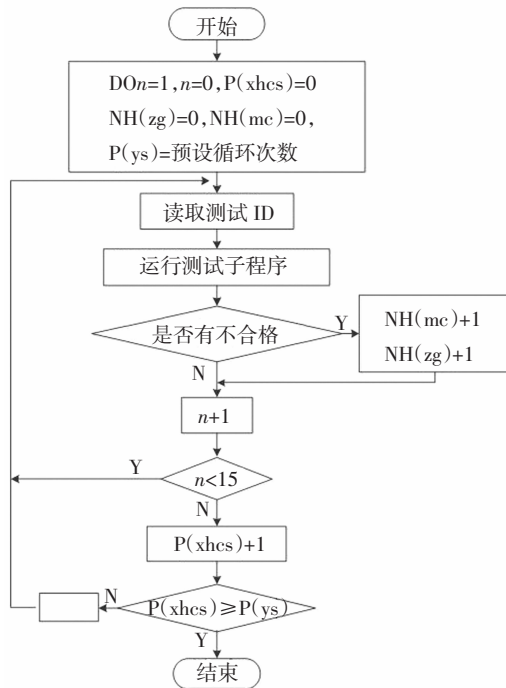 开始
DOn=1,n=0,P(xhcs)=0
NH(zg)=0,NH(mc)=0,
P(ys)=预设循环次数
读取测试 ID
运行测试子程序
是否有不合格
Y
NH(mc)+1
NH(zg)+1
N
n+1
Y
n<15
N
P(xhcs)+1
N
P(xhcs)≥P(ys)
Y
结束